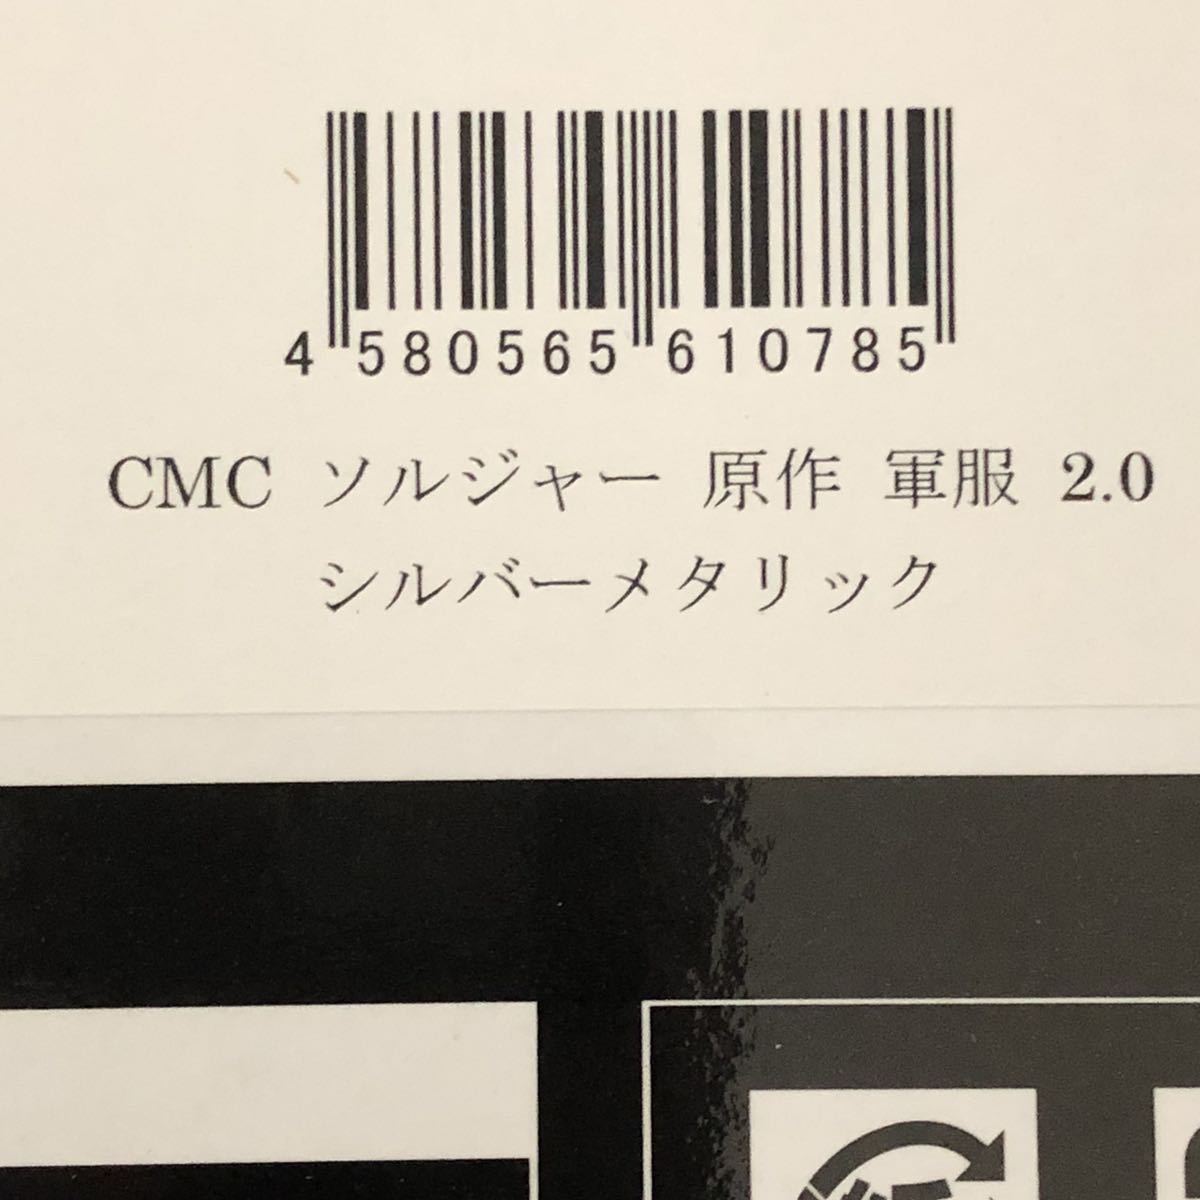 4 580565 610785
CMC ソルジャー 原作 軍服 2.0
シルバーメタリック